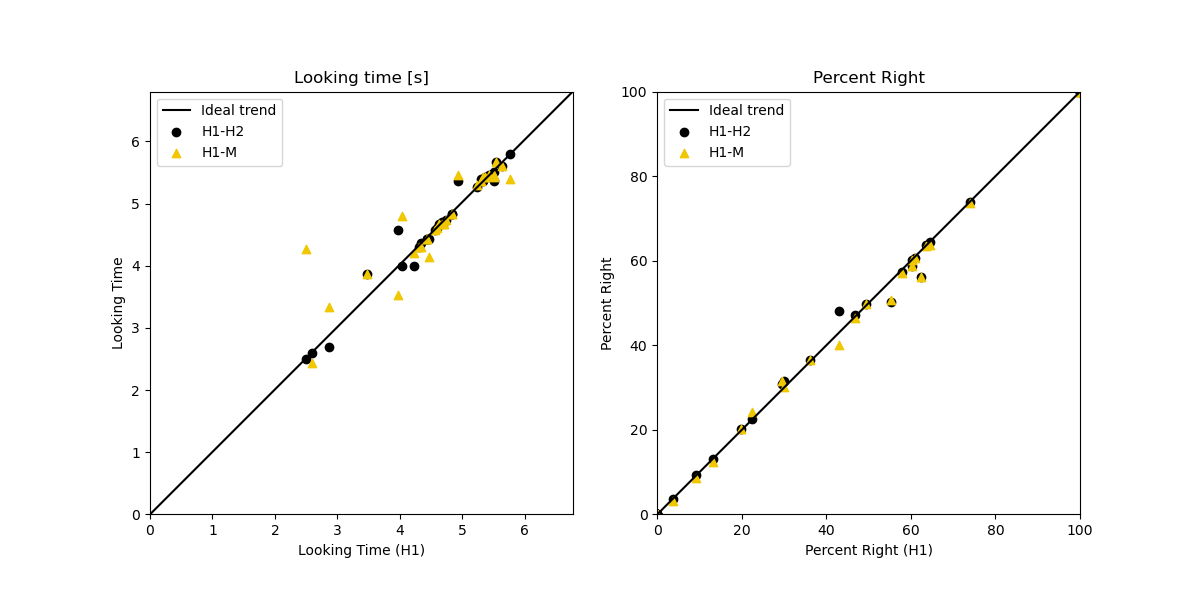 Looking time [s]
Ideal trend
H1-H2
H1-M
Looking Time
0
1
2
3
4
5
6
0
1
2
3
4
5
6
Looking Time (H1)
Percent Right
Ideal trend
H1-H2
H1-M
Percent Right
100
80
60
40
20
0
0
20
40
60
80
100
Percent Right (H1)